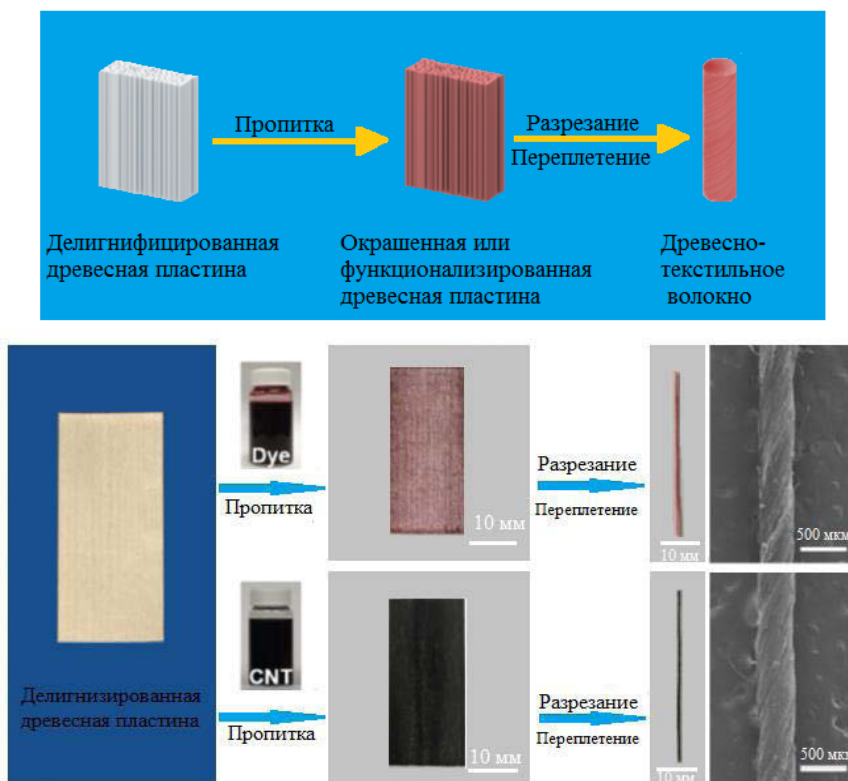 Пропитка
Разрезание
Переплетение
Делигнифицированная
древесная пластина
Окрашенная или
функционализированная
древесная пластина
Древесно-
текстильное
волокно
Dye
Пропитка
10 мм
Разрезание
Переплетение
10 мм
500 мкм
Делигнизированная
древесная пластина
CNT
Пропитка
10 мм
Разрезание
Переплетение
10 мм
500 мкм